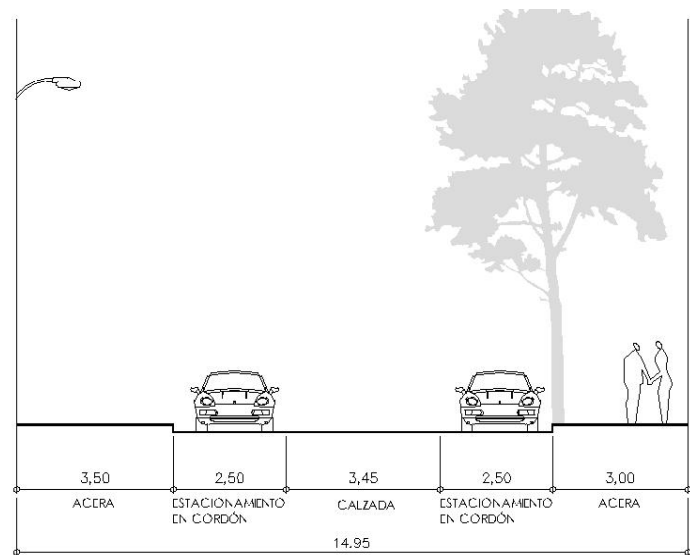 3,50 2,50 3,45 2,50 3,00
ACERA ESTACIONAMIENTO CALZADA ESTACIONAMIENTO ACERA
EN CORDÓN EN CORDÓN
14.95